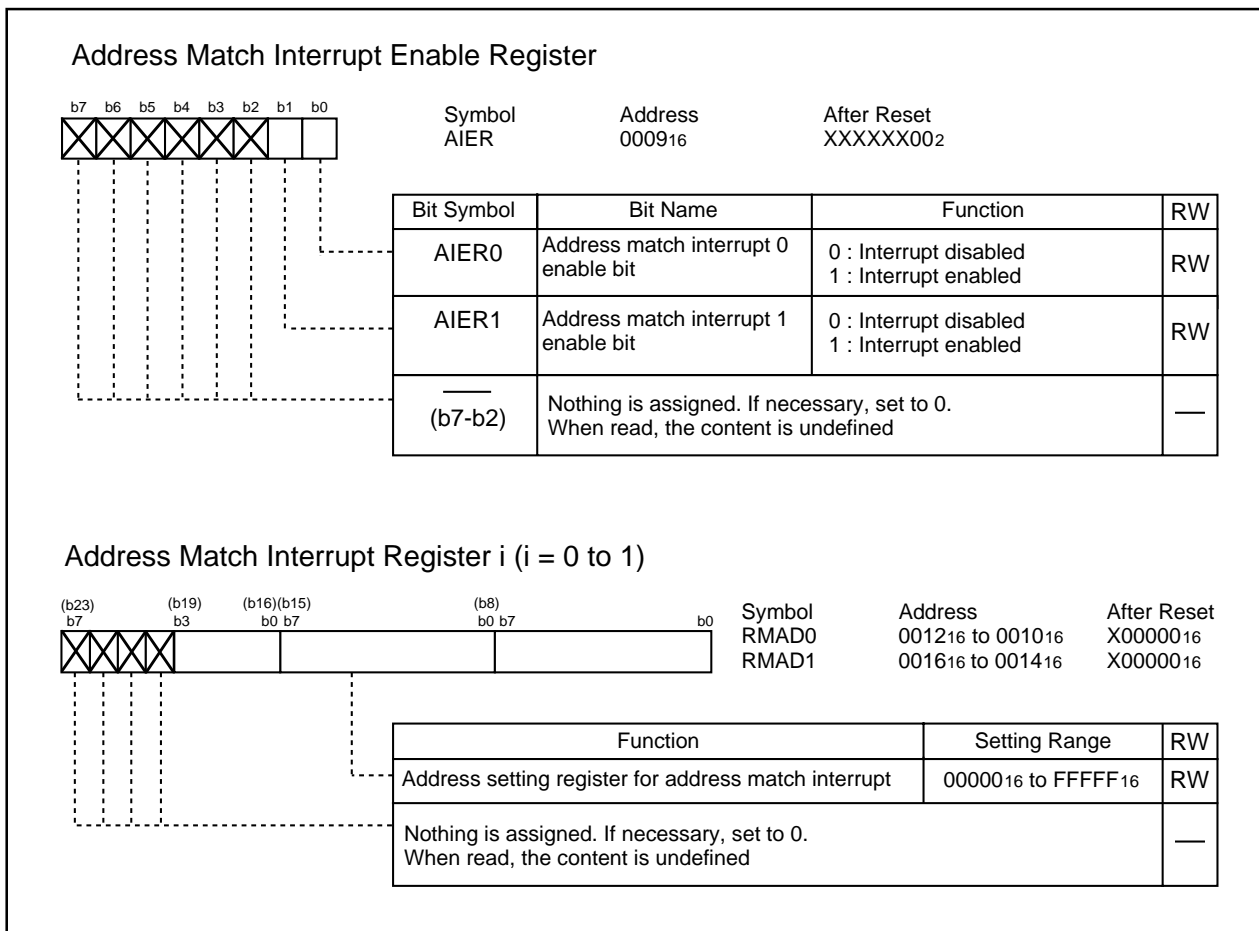 Address Match Interrupt Enable Register
b7 b6 b5 b4 b3 b2 b1 b0
Symbol Address After Reset
AIER 000916 XXXXXX002
Bit Symbol Bit Name Function RW
AIER0 Address match interrupt 0 enable bit 0 : Interrupt disabled 1 : Interrupt enabled RW
AIER1 Address match interrupt 1 enable bit 0 : Interrupt disabled 1 : Interrupt enabled RW
(b7-b2) Nothing is assigned. If necessary, set to 0.
When read, the content is undefined —
Address Match Interrupt Register i (i = 0 to 1)
(b23) (b19) (b16)(b15) (b8)
b7 b3 b0 b7 b0 b7 b0
Symbol Address After Reset
RMAD0 001216 to 001016 X0000016
RMAD1 001616 to 001416 X0000016
Function Setting Range RW
Address setting register for address match interrupt 0000016 to FFFFF16 RW
Nothing is assigned. If necessary, set to 0.
When read, the content is undefined —